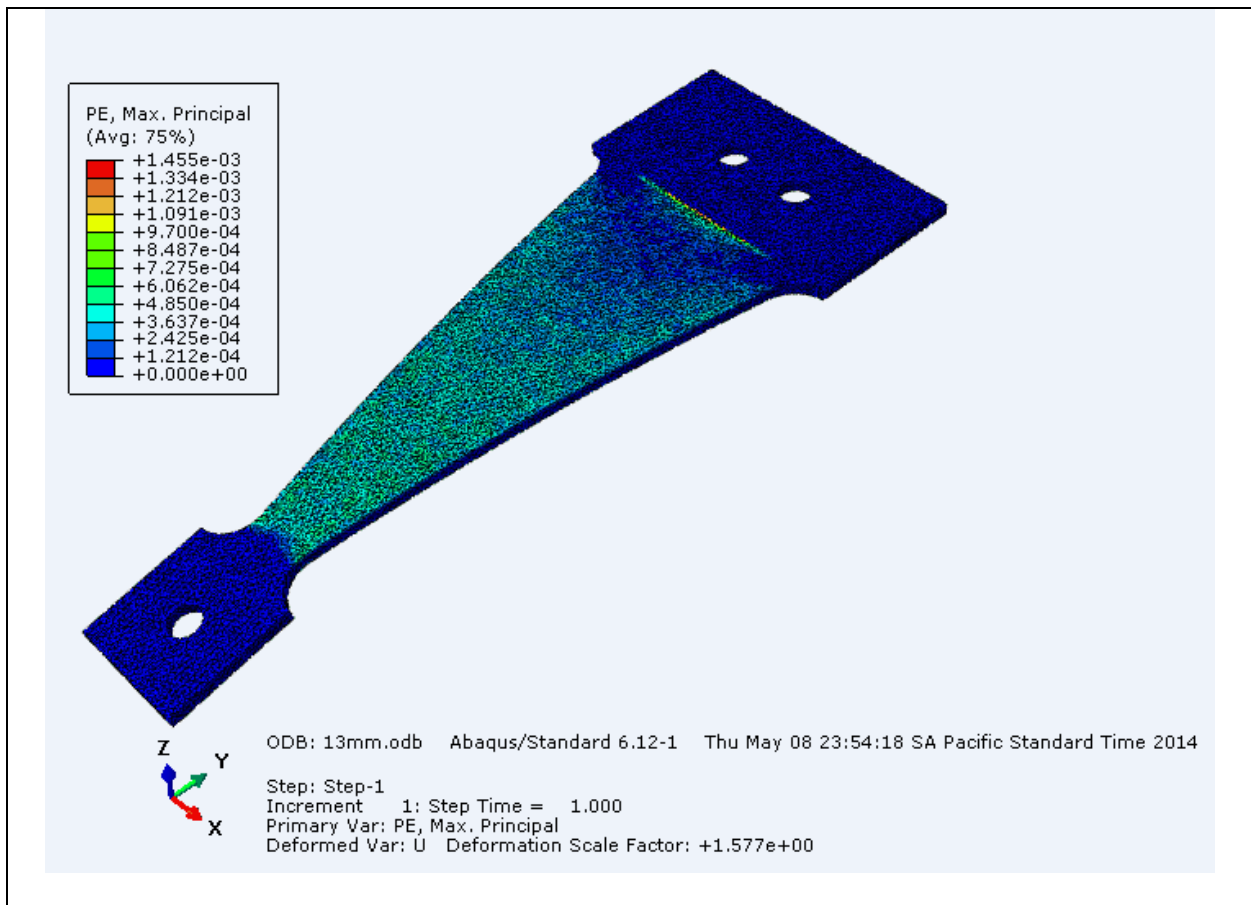 PE, Max. Principal
(Avg: 75%)
+1.455e-03
+1.334e-03
+1.212e-03
+1.091e-03
+9.700e-04
+8.487e-04
+7.275e-04
+6.062e-04
+4.850e-04
+3.637e-04
+2.425e-04
+1.212e-04
+0.000e+00
Z
Y
X
ODB: 13mm.odb Abaqus/Standard 6.12-1 Thu May 08 23:54:18 SA Pacific Standard Time 2014
Step: Step-1
Increment 1: Step Time = 1.000
Primary Var: PE, Max. Principal
Deformed Var: U Deformation Scale Factor: +1.577e+00